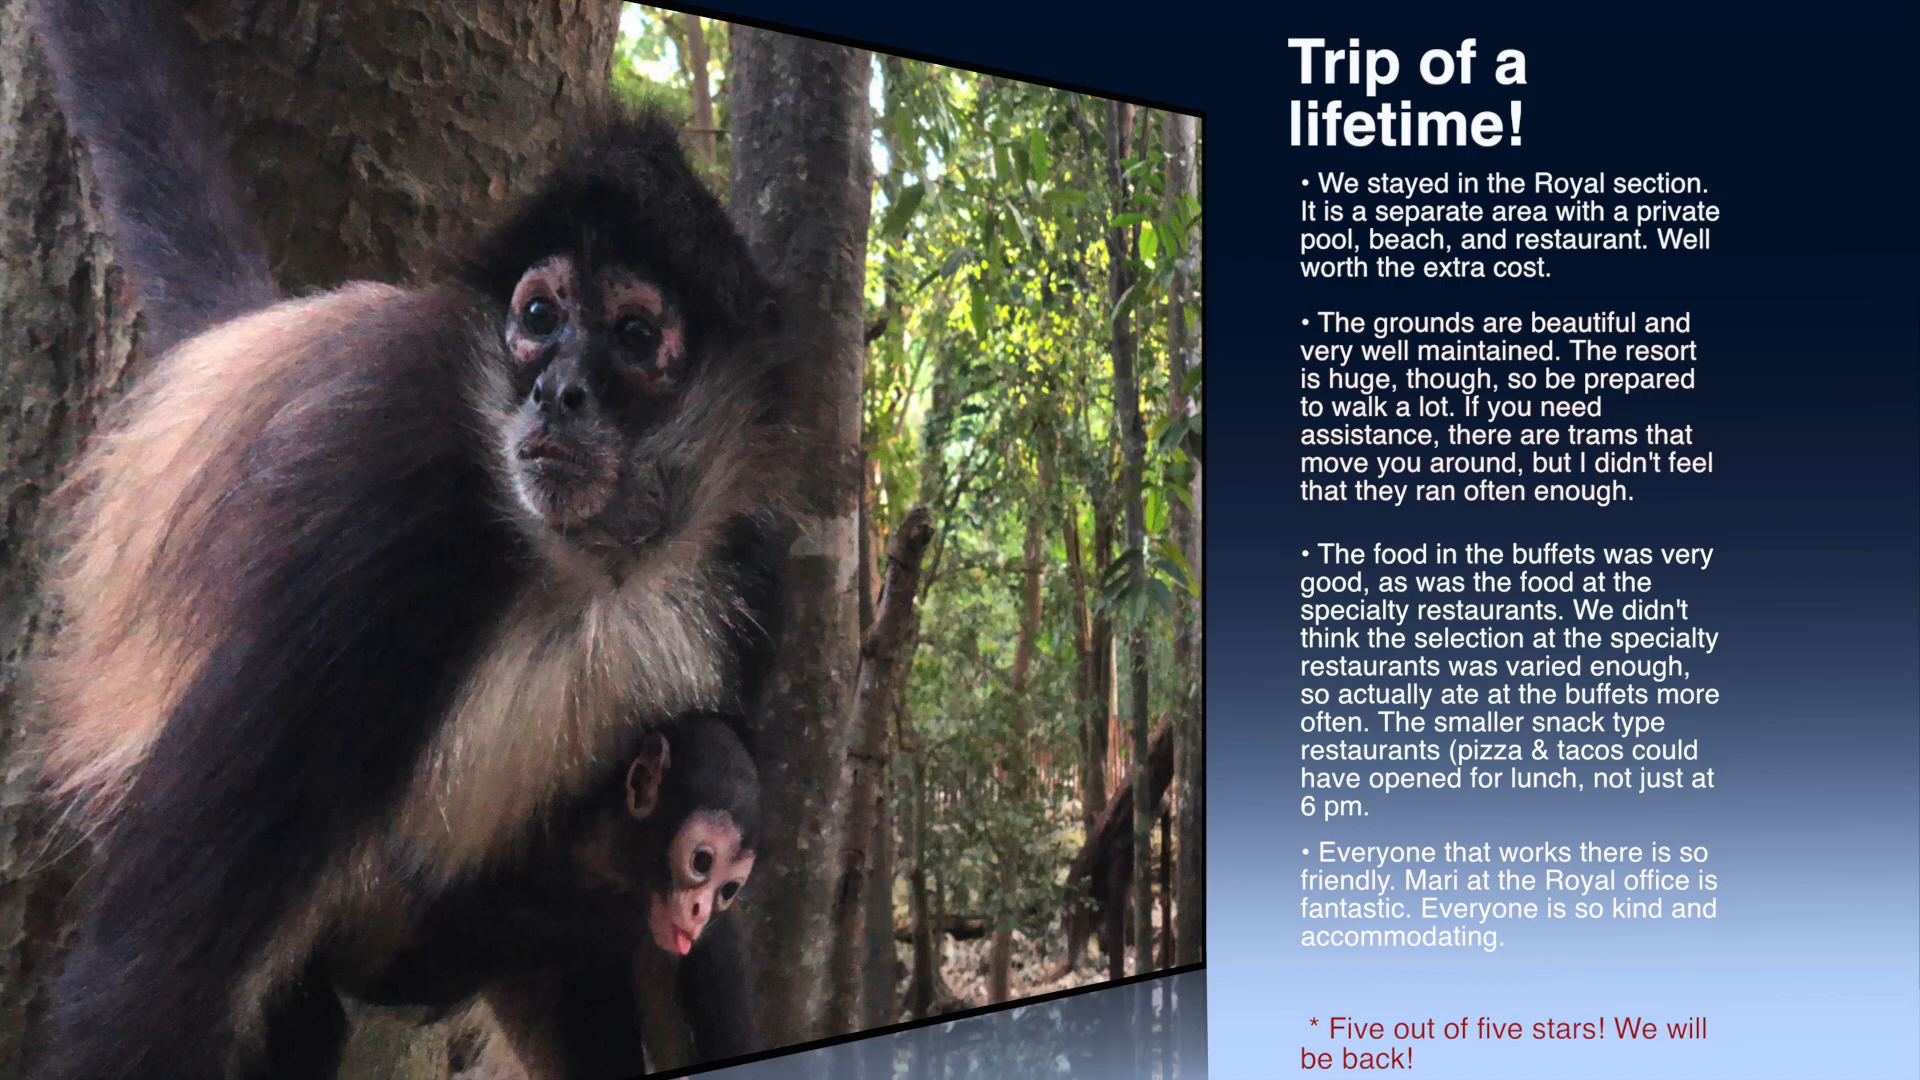 Trip of a
lifetime!
• We stayed in the Royal section.
It is a separate area with a private
pool, beach, and restaurant. Well
worth the extra cost.
• The grounds are beautiful and
very well maintained. The resort
is huge, though, so be prepared
to walk a lot. If you need
assistance, there are trams that
move you around, but I didn't feel
that they ran often enough.
• The food in the buffets was very
good, as was the food at the
specialty restaurants. We didn't
think the selection at the specialty
restaurants was varied enough,
so actually ate at the buffets more
often. The smaller snack type
restaurants (pizza & tacos could
have opened for lunch, not just at
6 pm.
• Everyone that works there is so
friendly. Mari at the Royal office is
fantastic. Everyone is so kind and
accommodating.
* Five out of five stars! We will
be back!